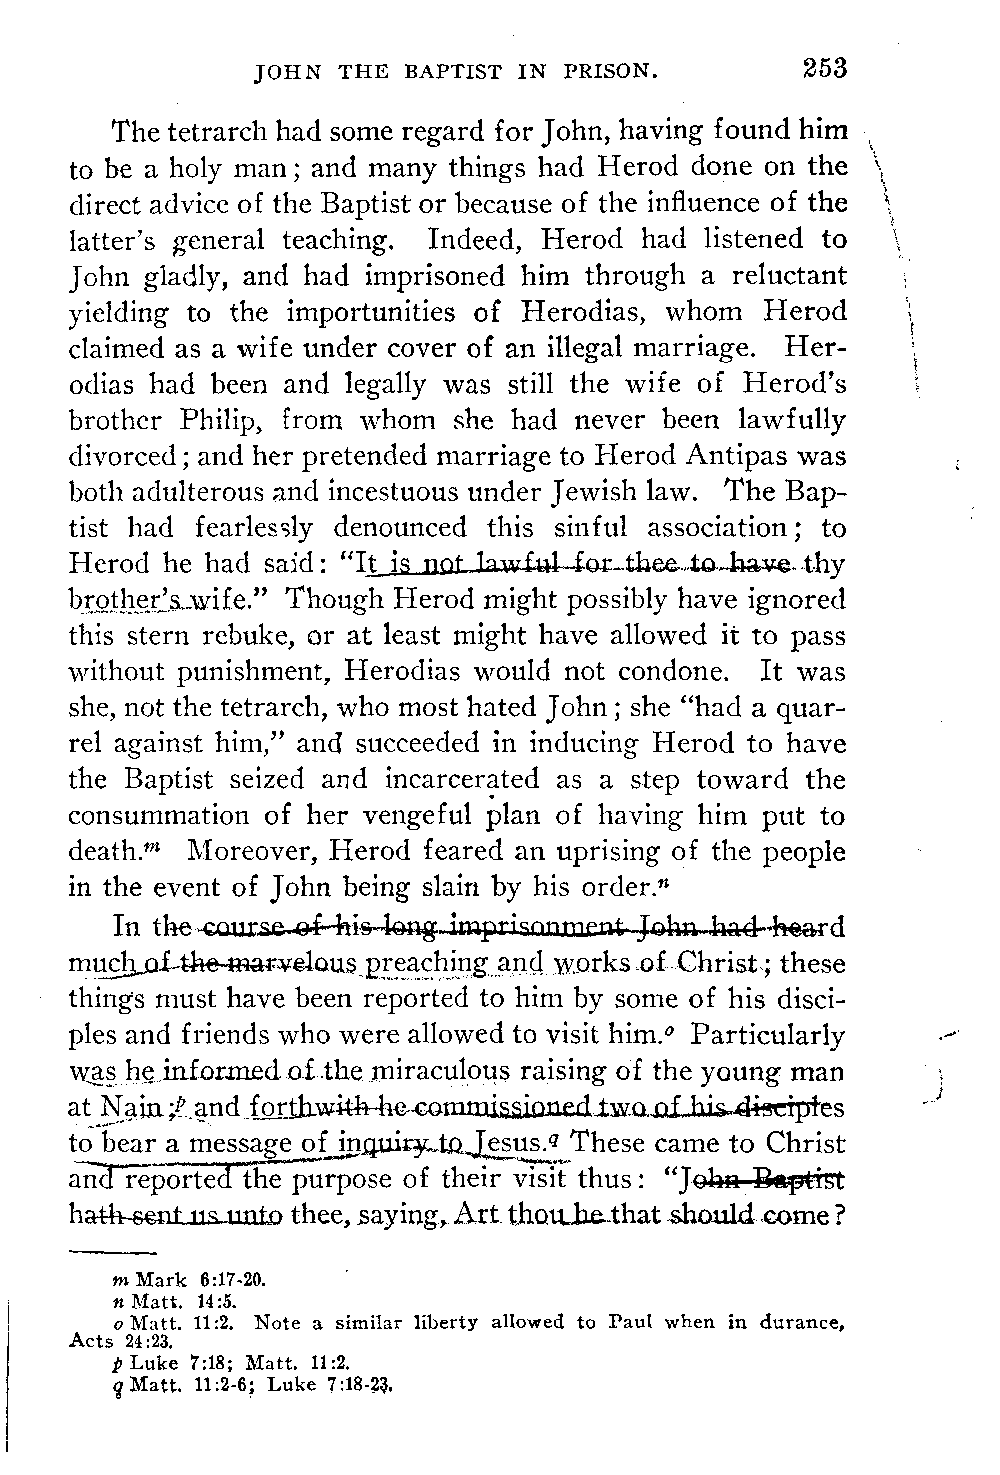 JOHN THE BAPTIST IN PRISON. 253
The tetrarch had some regard for John, having found him
to be a holy man; and many things had Herod done on the
direct advice of the Baptist or because of the influence of the
latter's general teaching. Indeed, Herod had listened to
John gladly, and had imprisoned him through a reluctant
yielding to the importunities of Herodias, whom Herod
claimed as a wife under cover of an illegal marriage. Her-
odias had been and legally was still the wife of Herod's
brother Philip, from whom she had never been lawfully
divorced; and her pretended marriage to Herod Antipas was
both adulterous and incestuous under Jewish law. The Bap-
tist had fearlessly denounced this sinful association; to
Herod he had said: "It is not lawful for thee to have thy
brother's wife." Though Herod might possibly have ignored
this stern rebuke, or at least might have allowed it to pass
without punishment, Herodias would not condone. It was
she, not the tetrarch, who most hated John; she "had a quar-
rel against him," and succeeded in inducing Herod to have
the Baptist seized and incarcerated as a step toward the
consummation of her vengeful plan of having him put to
death.m Moreover, Herod feared an uprising of the people
in the event of John being slain by his order.n
In the course of his long imprisonment John had heard
much of the marvelous preaching and works of Christ; these
things must have been reported to him by some of his disci-
ples and friends who were allowed to visit him.o Particularly
was he informed of the miraculous raising of the young man
at Nain;p and forthwith he commissioned two of his disciples
to bear a message of inquiry to Jesus.q These came to Christ
and reported the purpose of their visit thus: "John Baptist
hath sent us unto thee, saying, Art thou he that should come?
m Mark 6:17-20.
n Matt. 14:5.
o Matt. 11:2. Note a similar liberty allowed to Paul when in durance,
Acts 24:23.
p Luke 7:18; Matt. 11:2.
q Matt. 11:2-6; Luke 7:18-23.